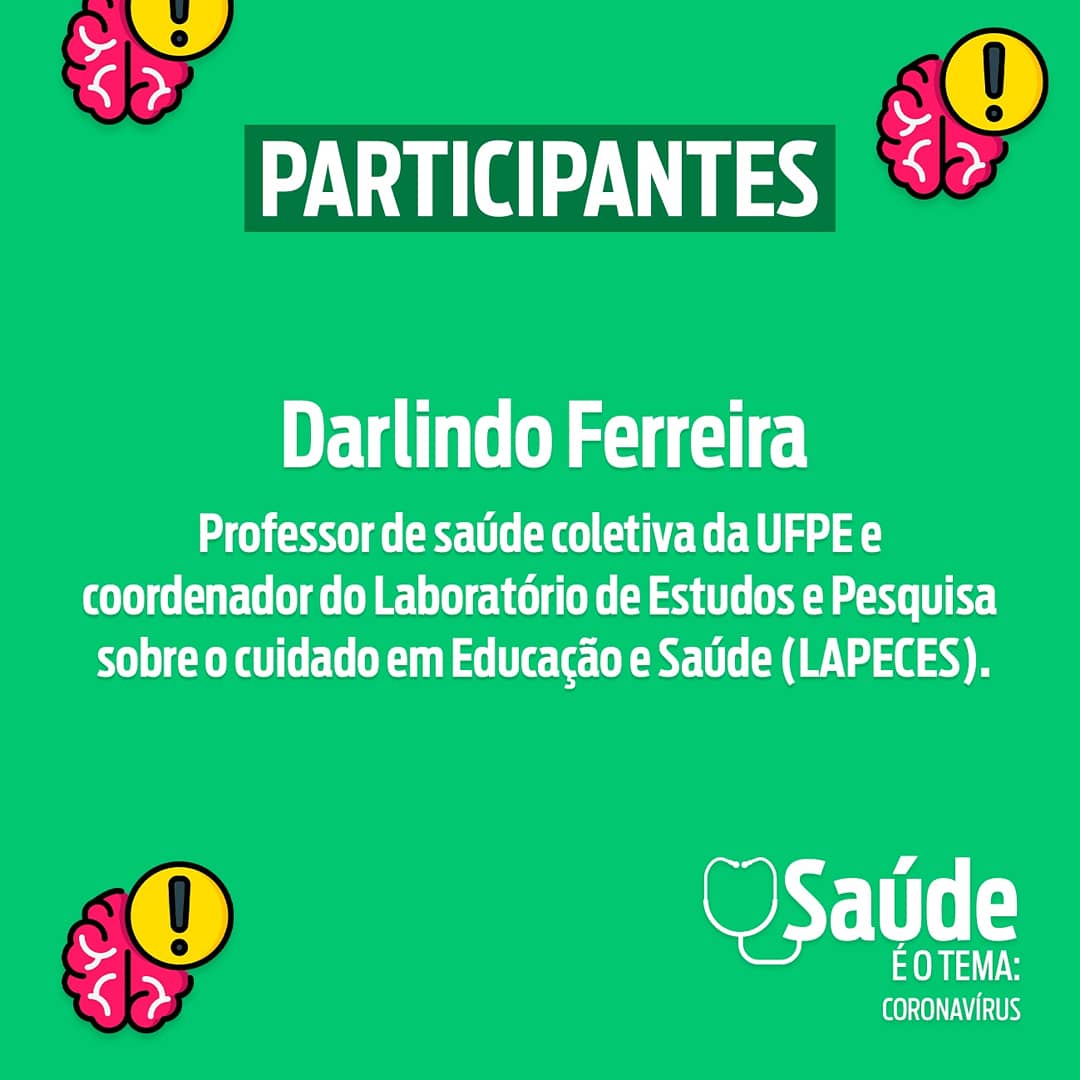 PARTICIPANTES
Darlindo Ferreira
Professor de saúde coletiva da UFPE e
coordenador do Laboratório de Estudos e Pesquisa
sobre o cuidado em Educação e Saúde (LAPECES).
Saúde
É O TEMA:
CORONAVÍRUS